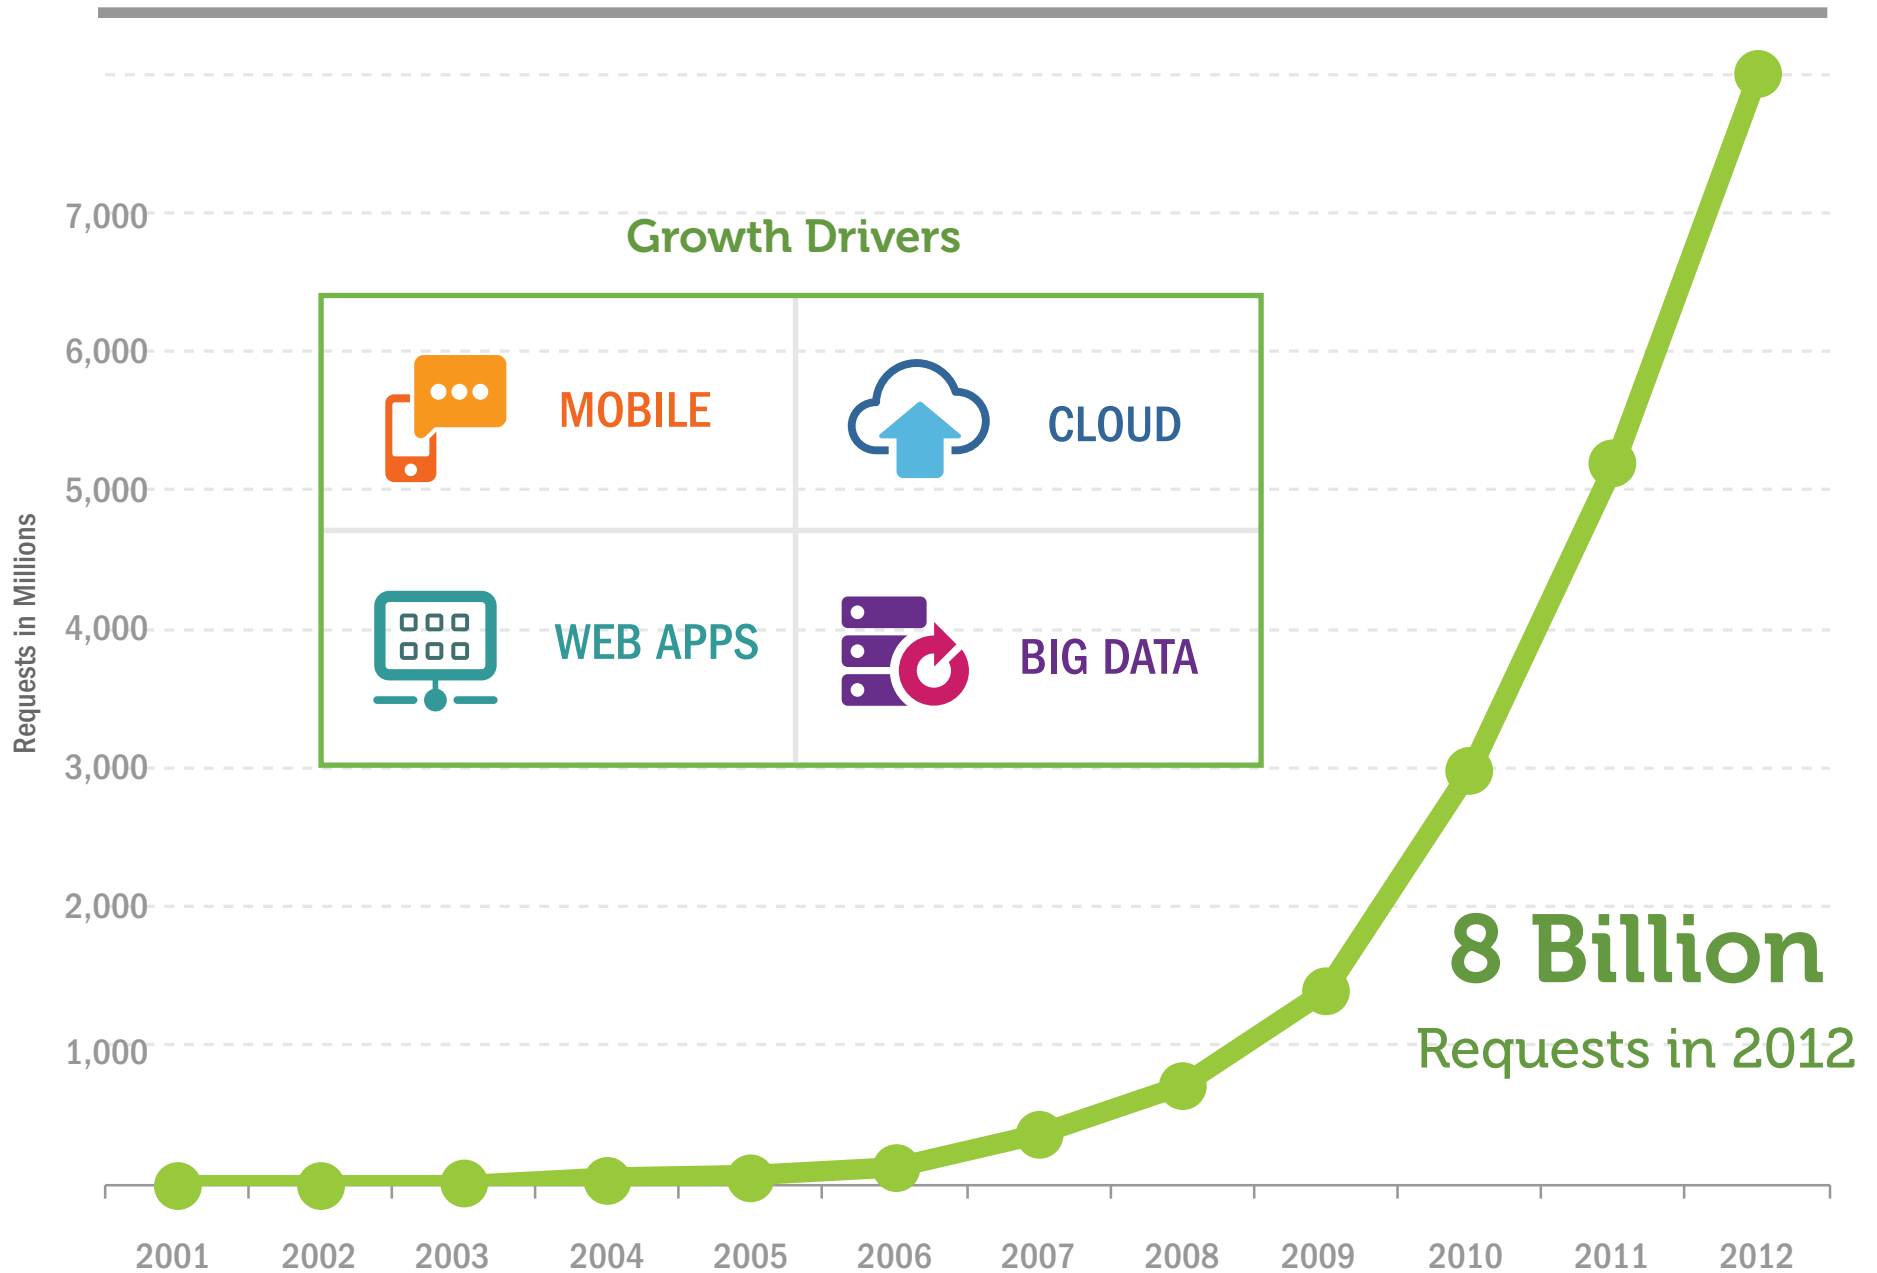 7,000
6,000
5,000
4,000
3,000
2,000
1,000
Requests in Millions
Growth Drivers
MOBILE
CLOUD
WEB APPS
BIG DATA
8 Billion
Requests in 2012
2001 2002 2003 2004 2005 2006 2007 2008 2009 2010 2011 2012